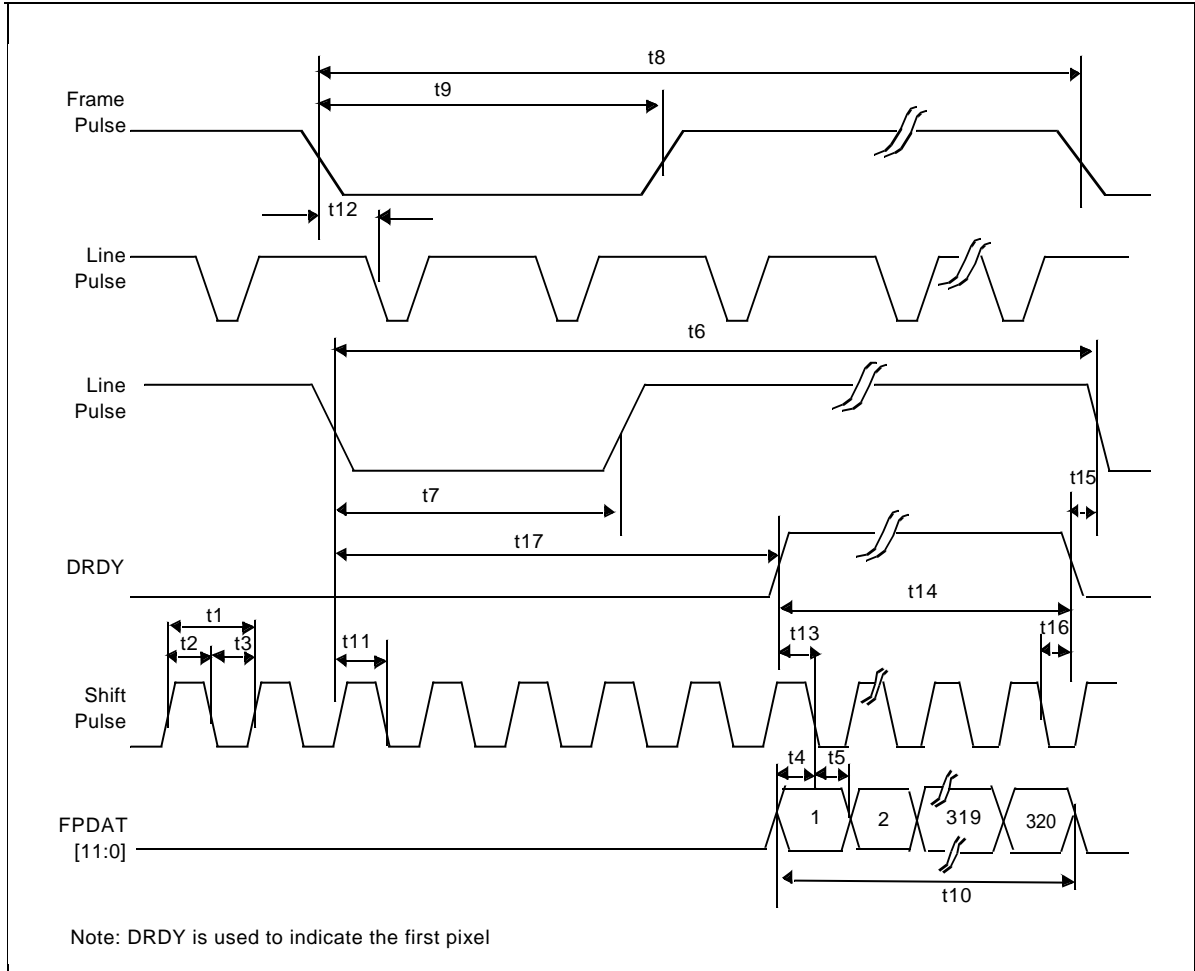 t8
t9
Frame
Pulse
t12
Line
Pulse
t6
Line
Pulse
t7
t15
t17
DRDY
t14
t1
t2 t3
t11
t13
t16
Shift
Pulse
t4 t5
FPDAT
[11:0]
1 2 319 320
t10
Note: DRDY is used to indicate the first pixel